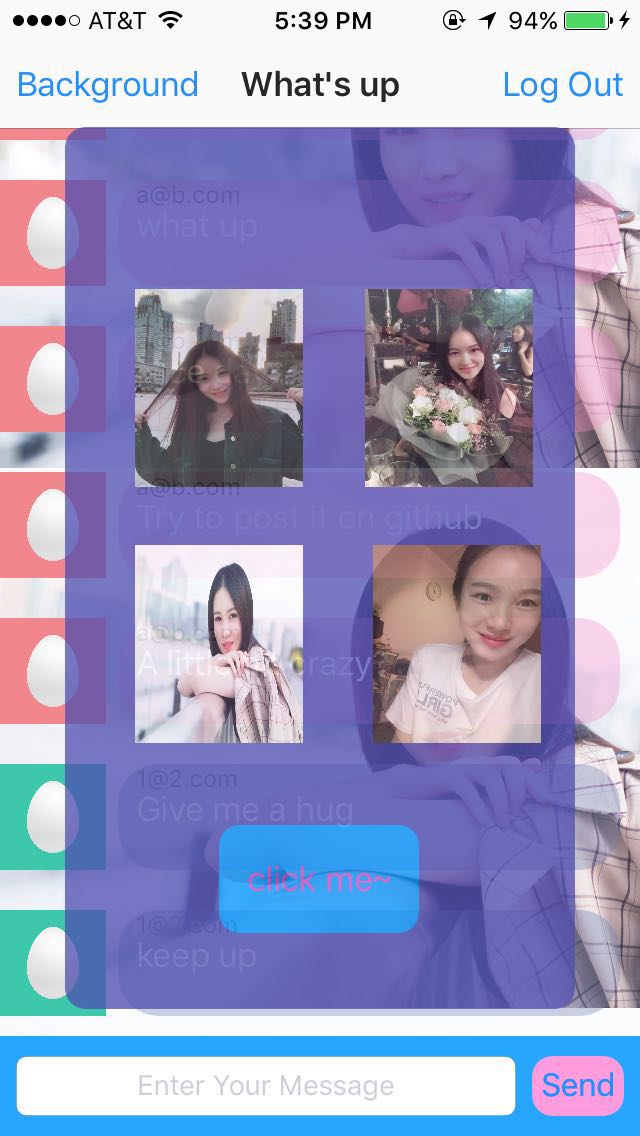 AT&T 5:39 PM 94%
Background What's up Log Out
a@b.com
what up
a@b.com
Try to post it on github
A little
crazy
1@2.com
Give me a hug
click me~
1@2.com
keep up
Enter Your Message Send